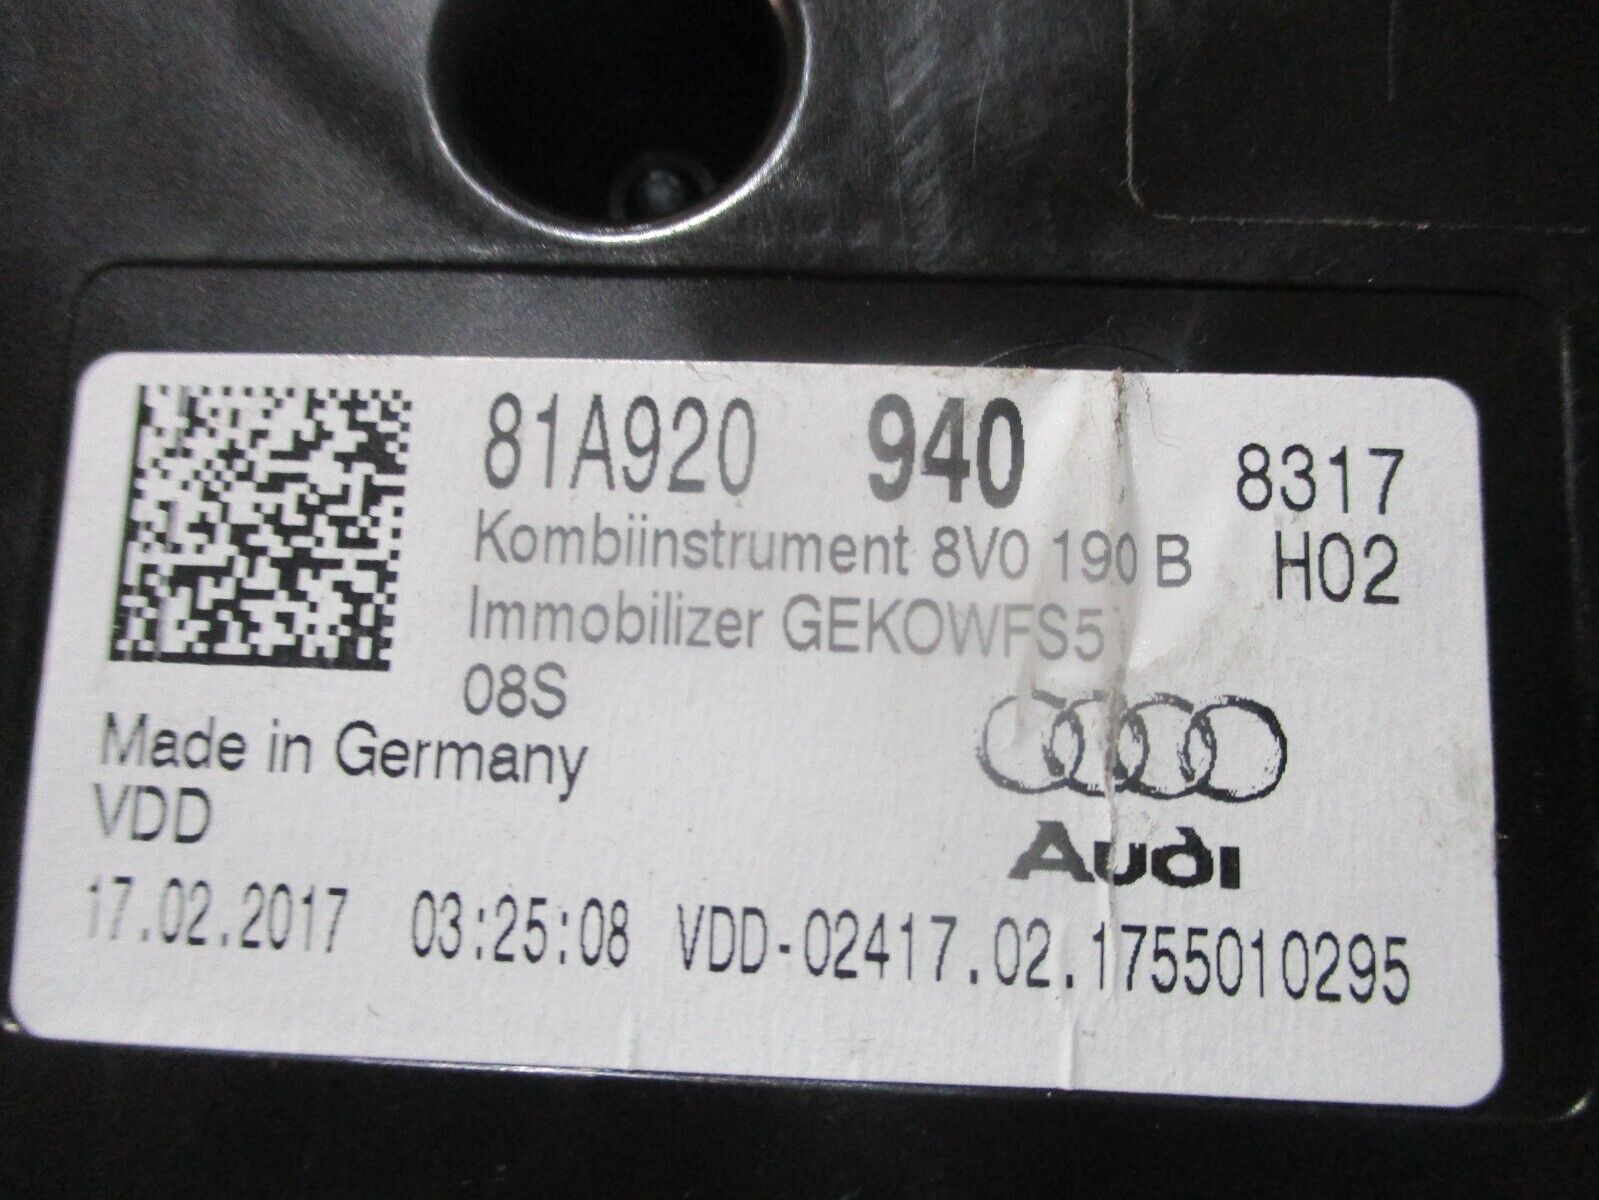 81A920 940 8317
Kombiinstrument 8V0 190 B H02
Immobilizer GEKOWFS5
08S
Made in Germany
VDD
Audi
17.02.2017 03:25:08 VDD-02417.02.1755010295